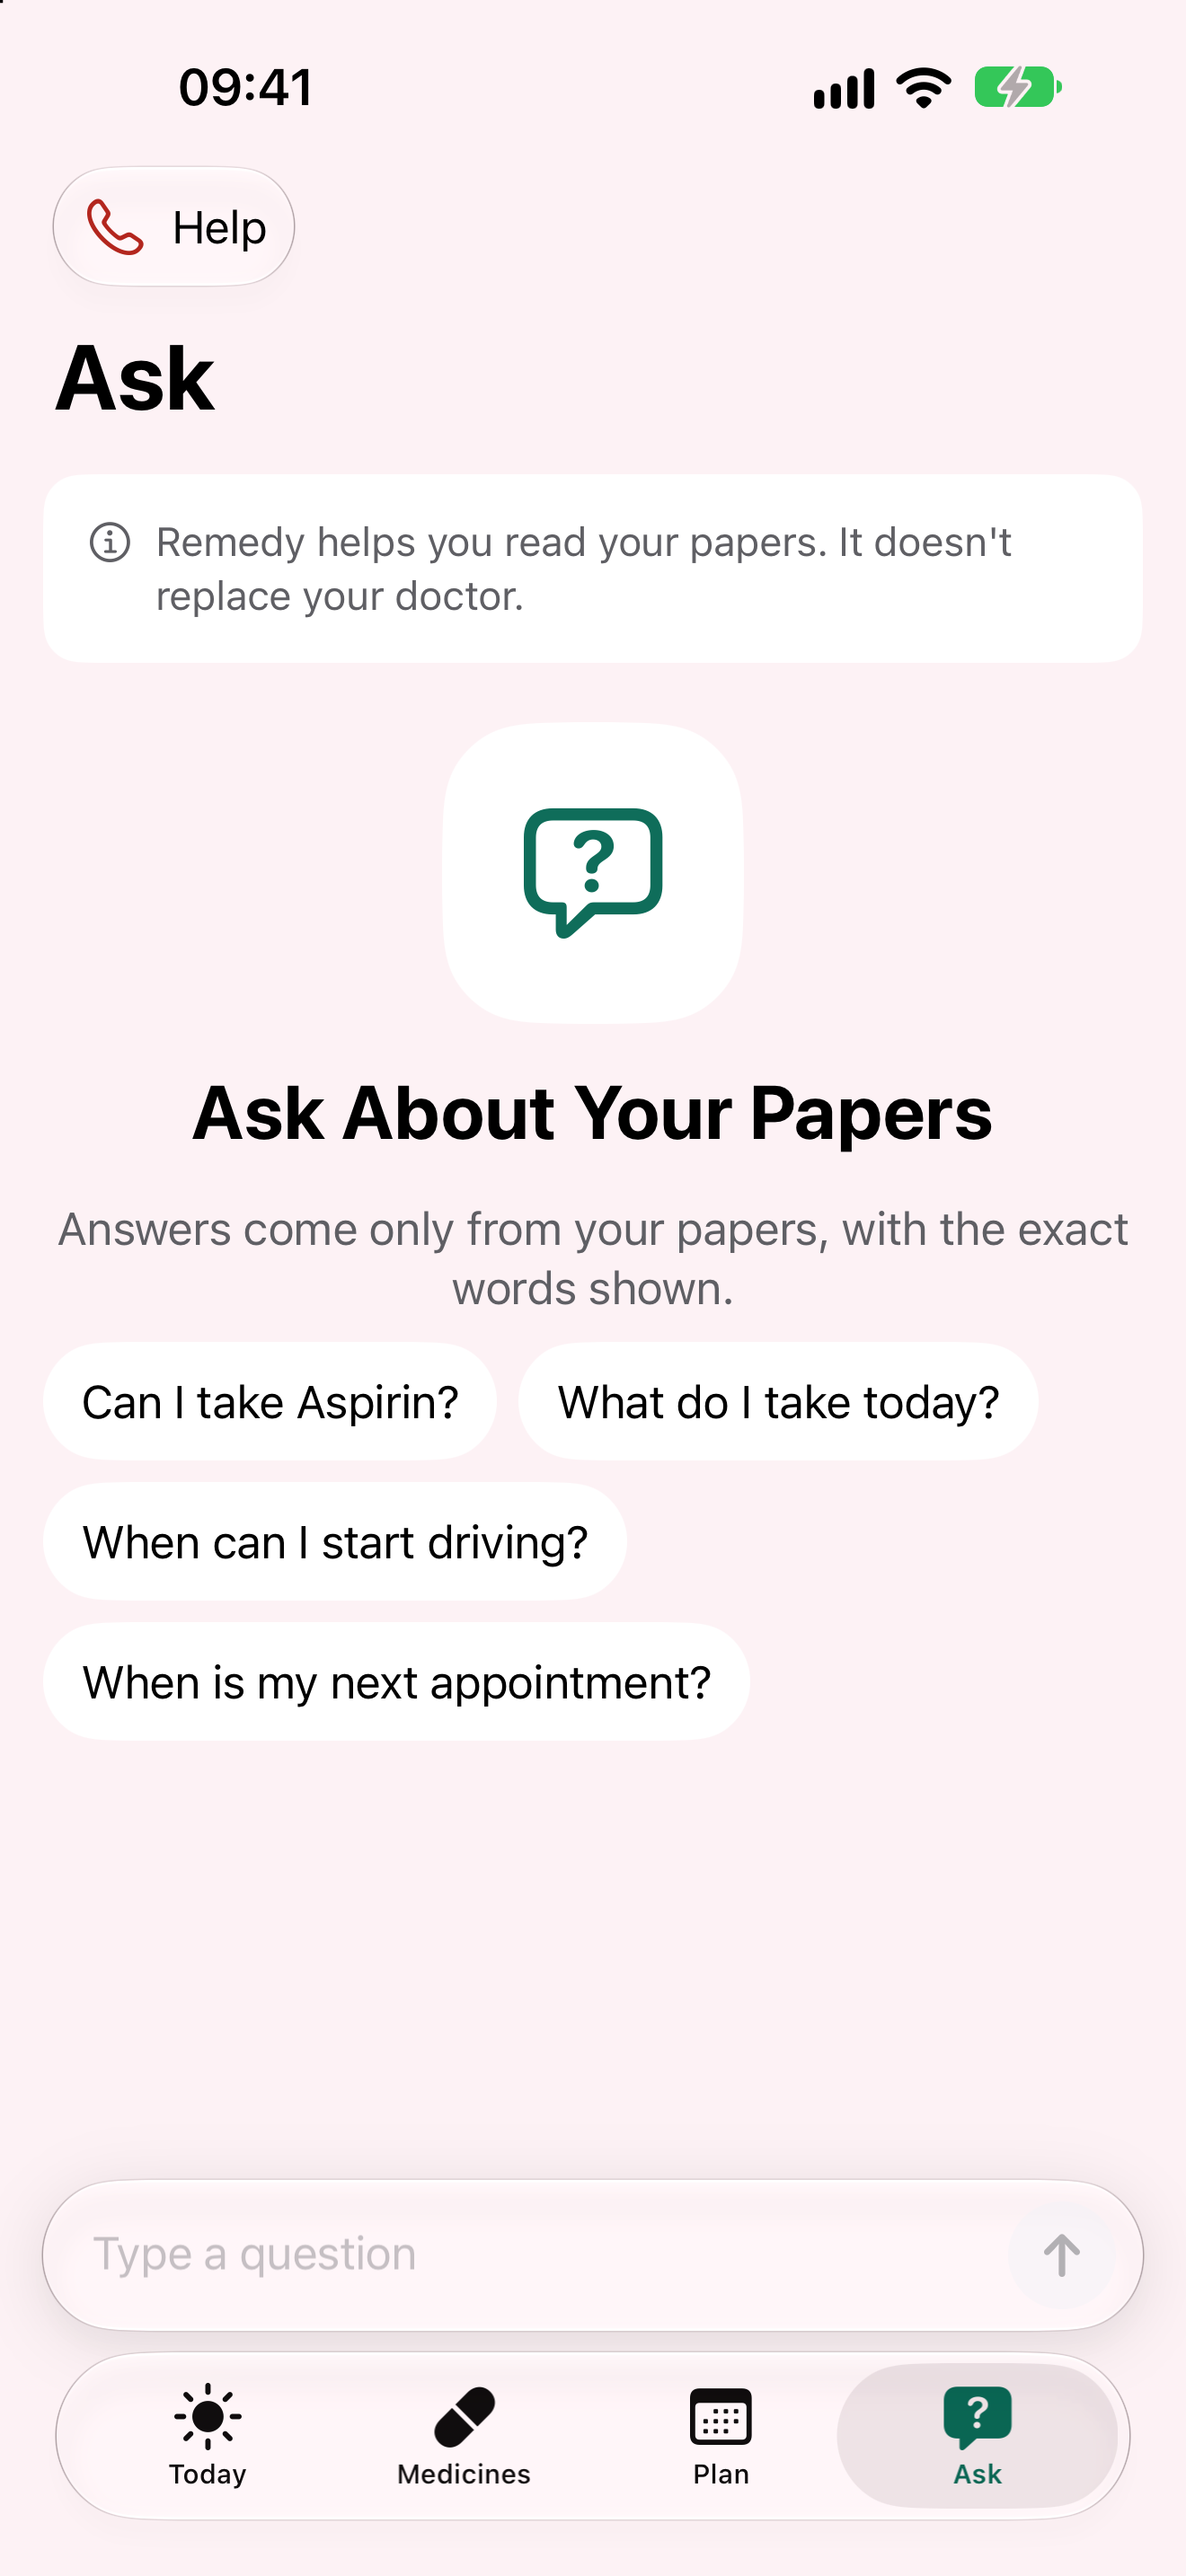 09:41
Help
Ask
Remedy helps you read your papers. It doesn't
replace your doctor.
?
Ask About Your Papers
Answers come only from your papers, with the exact
words shown.
Can I take Aspirin?
What do I take today?
When can I start driving?
When is my next appointment?
Type a question
?
Today
Medicines
Plan
Ask